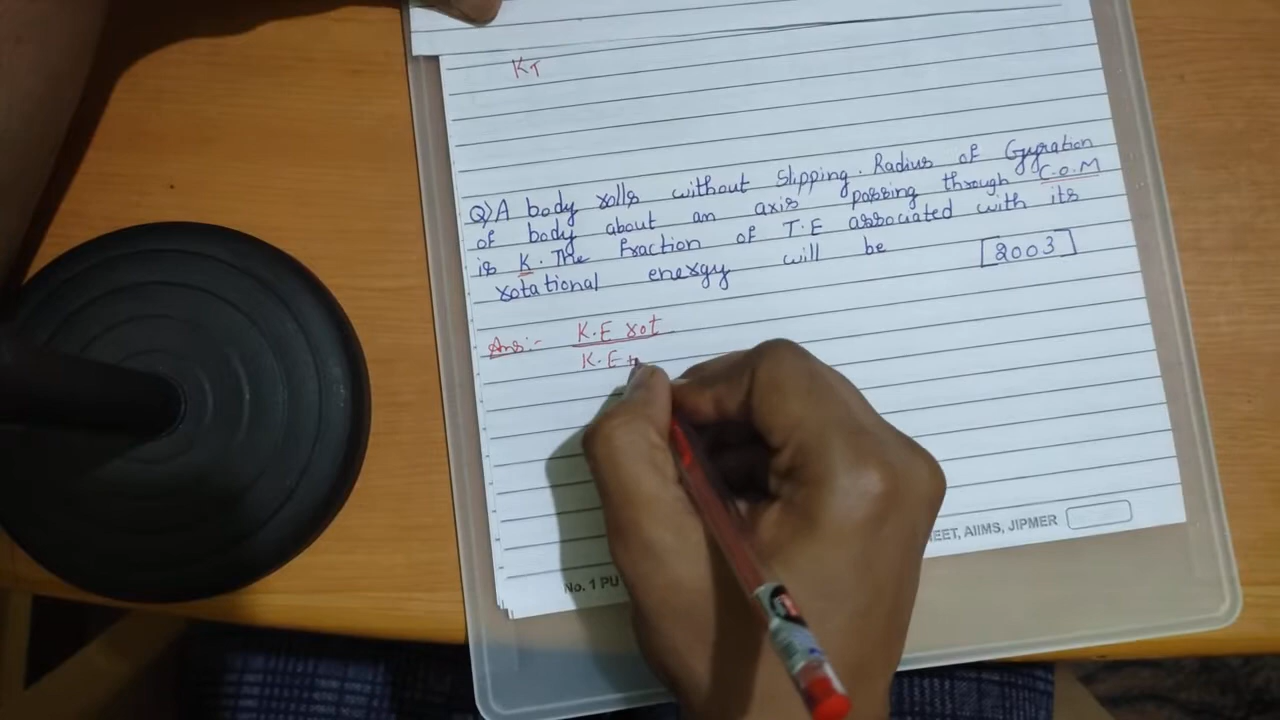 KT
Q) A body rolls without Slipping. Radius of Gyration
of body about an axis passing through C.O.M
is K. The fraction of T.E associated with its
rotational energy will be [2003]
Ans:- K.E rot
K.E t
No. 1 PU
NEET, AIIMS, JIPMER